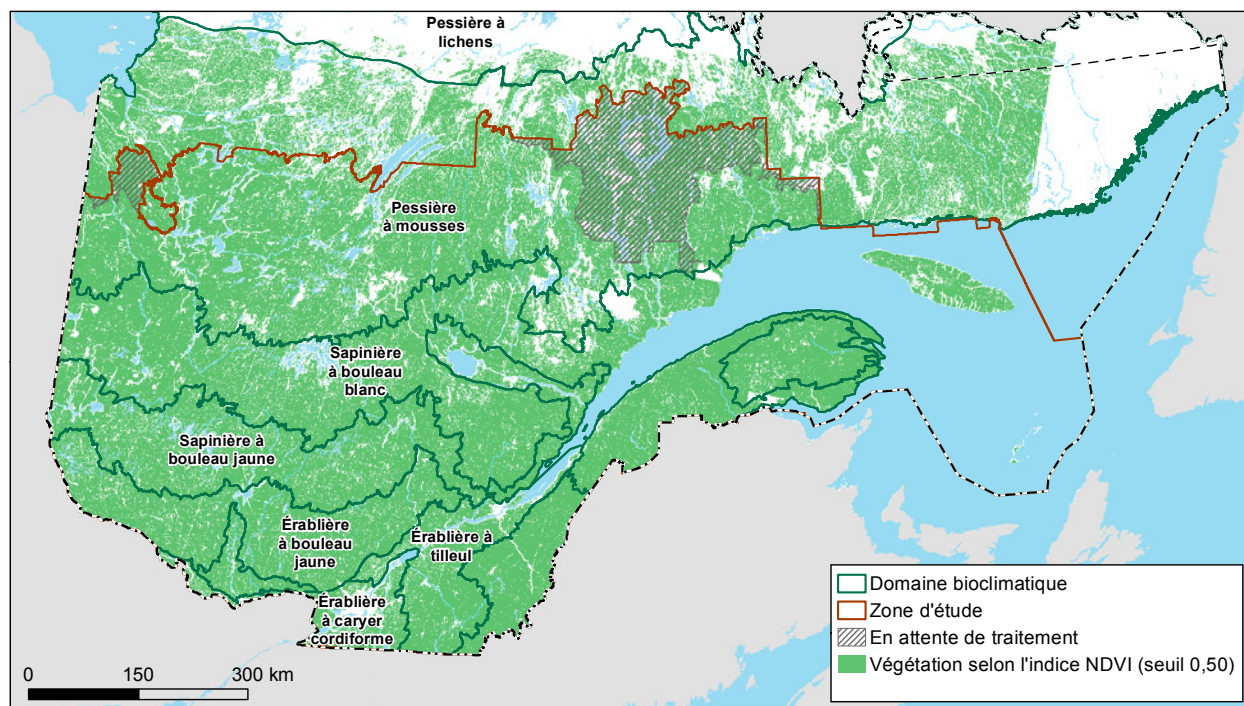 Pessière à
lichens
Pessière
à mousses
Sapinière
à bouleau
blanc
Sapinière à
bouleau jaune
Érablière
à bouleau
jaune
Érablière à
tilleul
Érablière
à caryer
cordiforme
0 150 300 km
Domaine bioclimatique
Zone d'étude
En attente de traitement
Végétation selon l'indice NDVI (seuil 0,50)